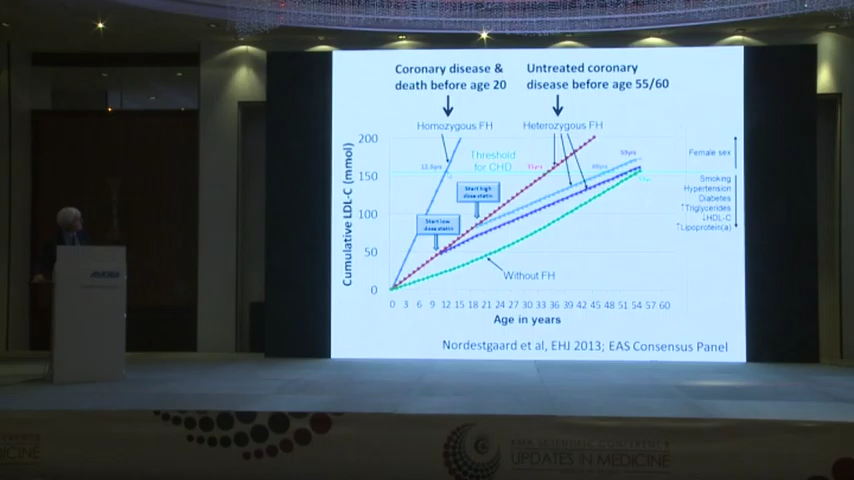 Coronary disease &
death before age 20
Untreated coronary
disease before age 55/60
Homozygous FH
Heterozygous FH
Cumulative LDL-C (mmol)
200
150
100
50
0
Threshold
for CHD
Start high
dose statin
Start low
dose statin
Without FH
Female sex
Smoking
Hypertension
Diabetes
↑Triglycerides
↓HDL-C
↑Lipoprotein(a)
0 3 6 9 12 15 18 21 24 27 30 33 36 39 42 45 48 51 54 57 60
Age in years
Nordestgaard et al, EHJ 2013; EAS Consensus Panel
SCIENTIFIC CONFERENCE
UPDATES IN MEDICINE